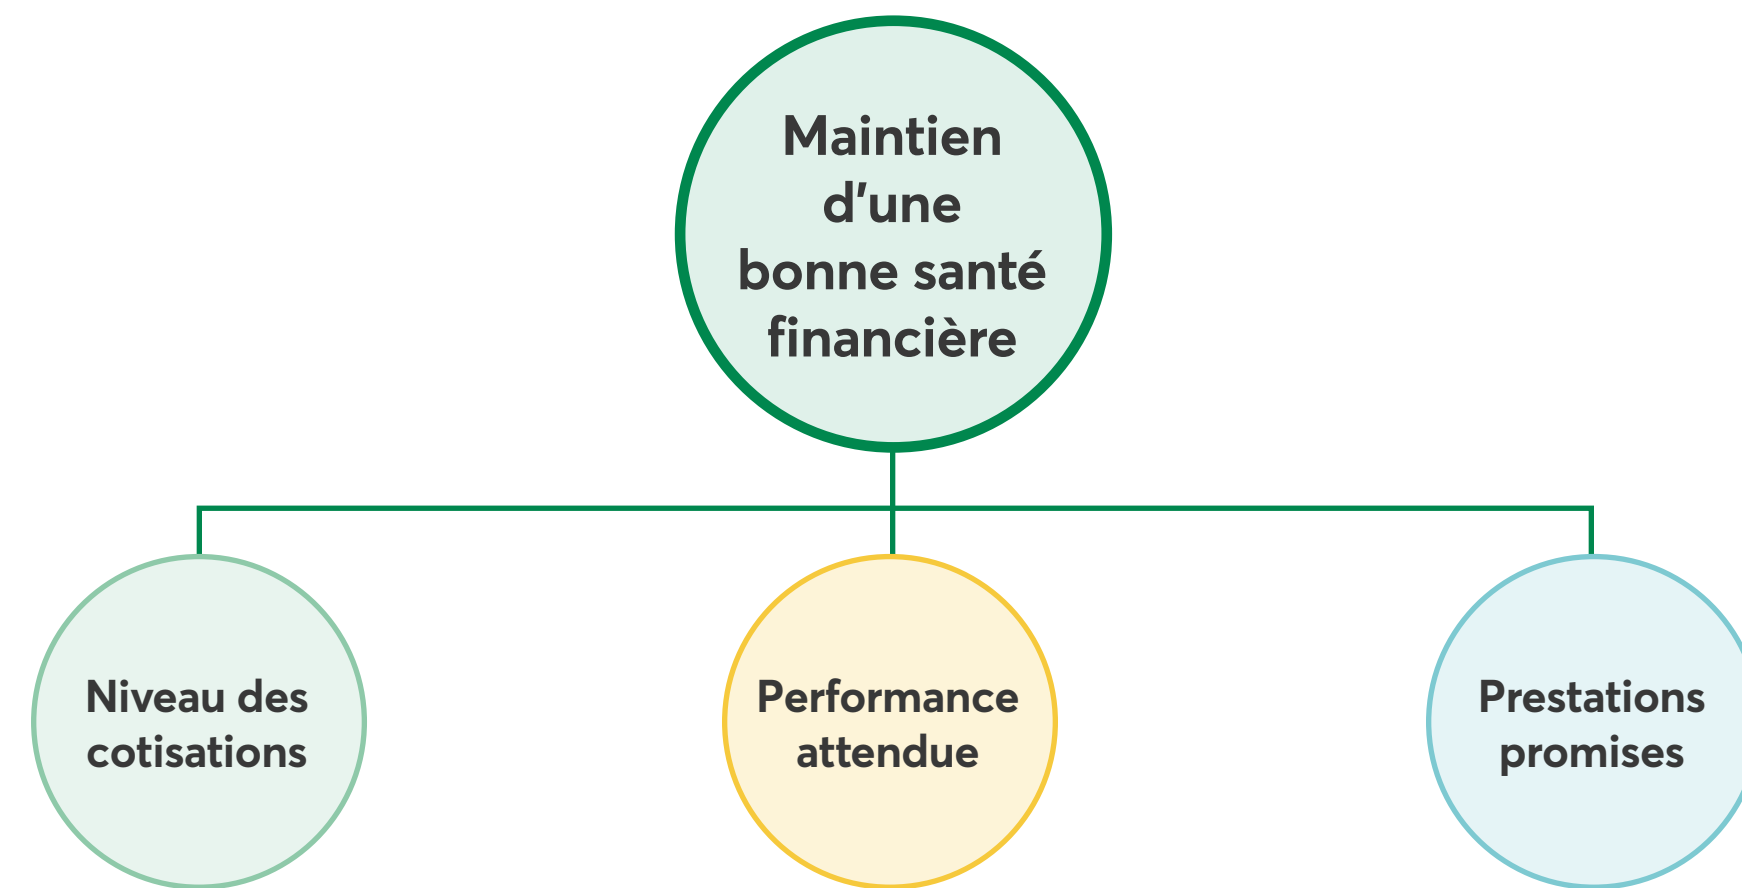 Maintien
d'une
bonne santé
financière
Niveau des
cotisations
Performance
attendue
Prestations
promises